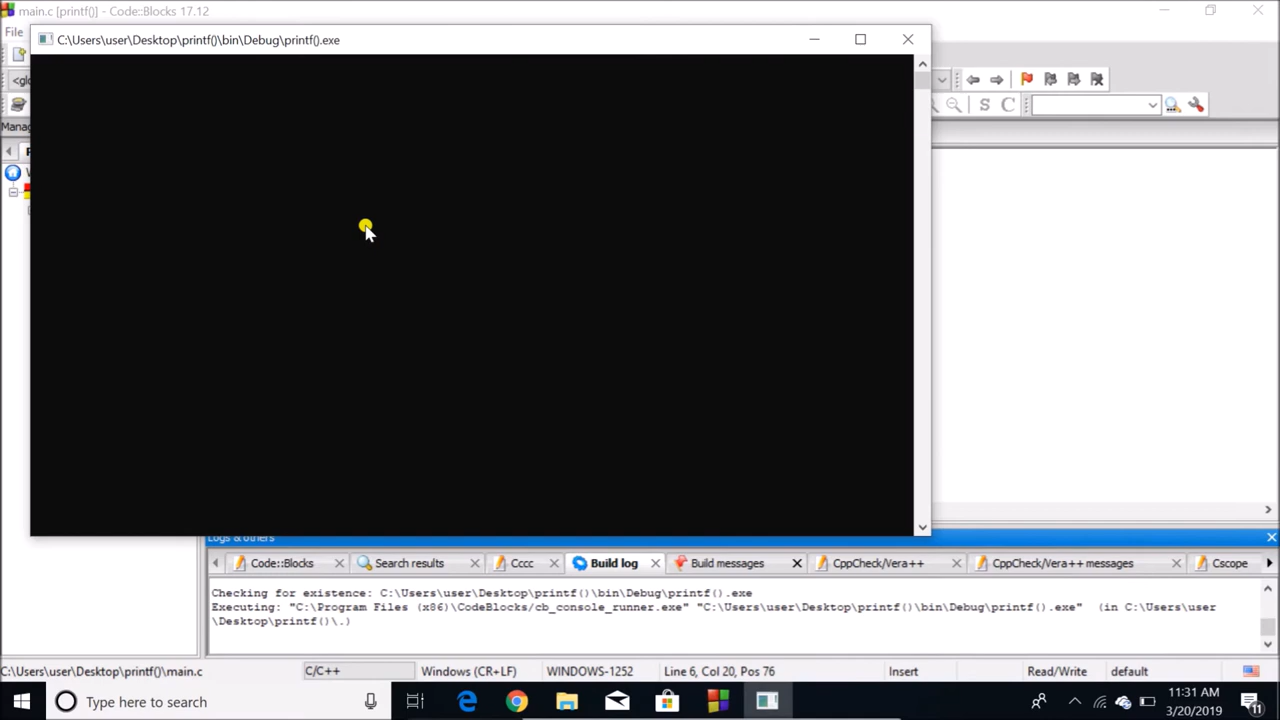 main.c [printf()] - Code::Blocks 17.12
File
C:\Users\user\Desktop\printf()\bin\Debug\printf().exe
S C
Logs & others
Code::Blocks
Search results
Cccc
Build log
Build messages
CppCheck/Vera++
CppCheck/Vera++ messages
Cscope
Checking for existence: C:\Users\user\Desktop\printf()\bin\Debug\printf().exe
Executing: "C:\Program Files (x86)\CodeBlocks/cb_console_runner.exe" "C:\Users\user\Desktop\printf()\bin\Debug\printf().exe"  (in C:\Users\user
\Desktop\printf()\.)
C:\Users\user\Desktop\printf()\main.c
C/C++
Windows (CR+LF)
WINDOWS-1252
Line 6, Col 20, Pos 76
Insert
Read/Write
default
Type here to search
11:31 AM
3/20/2019
11